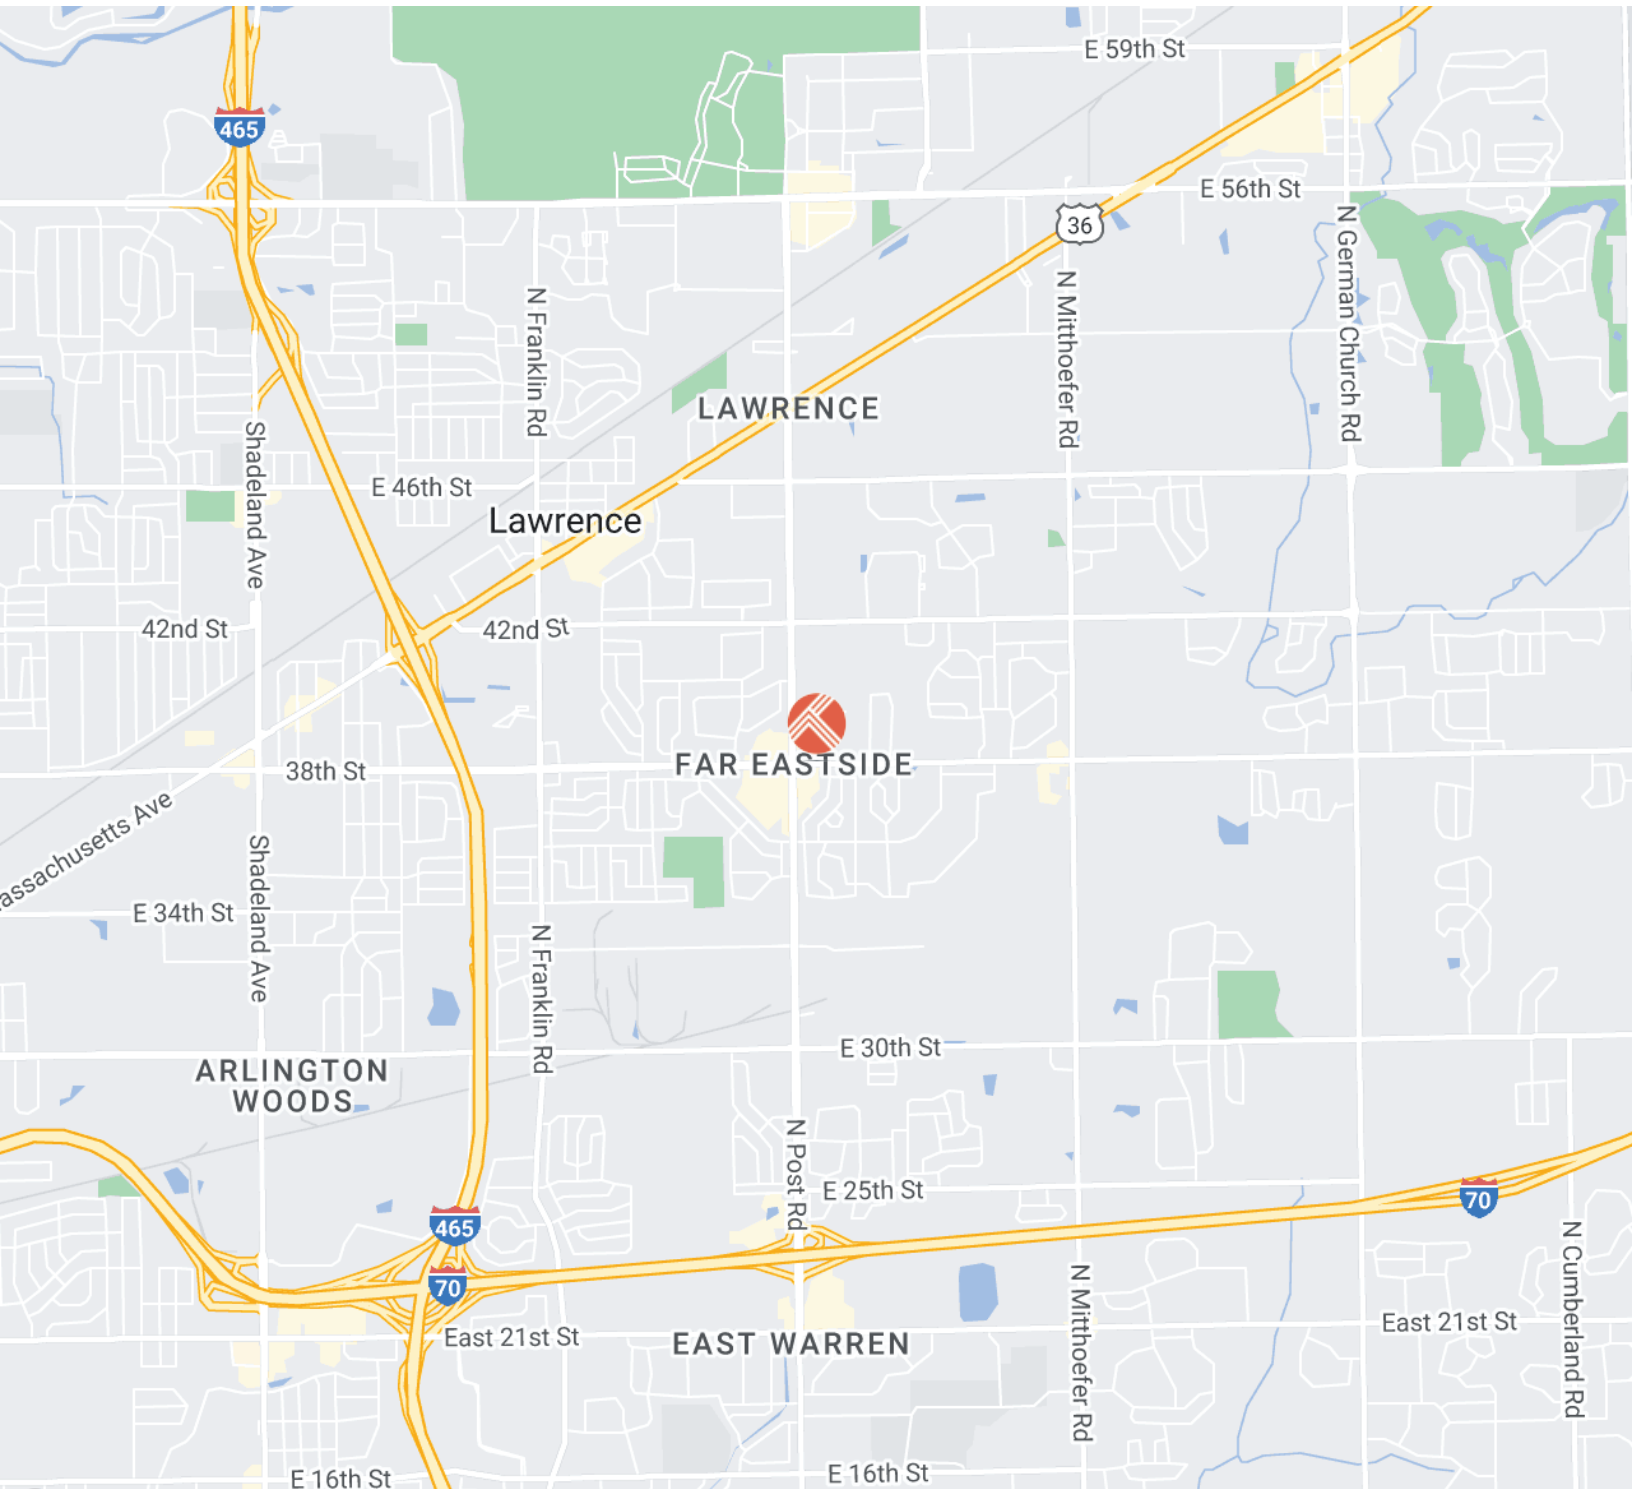 E 59th St
465
E 56th St
36
N German Church Rd
N Mitthoefer Rd
N Franklin Rd
LAWRENCE
Shadeland Ave
E 46th St
Lawrence
42nd St
42nd St
FAR EASTSIDE
38th St
assachusetts Ave
Shadeland Ave
E 34th St
N Franklin Rd
E 30th St
ARLINGTON
WOODS
N Post Rd
E 25th St
70
465
70
N Cumberland Rd
N Mitthoefer Rd
East 21st St
East 21st St
EAST WARREN
E 16th St
E 16th St